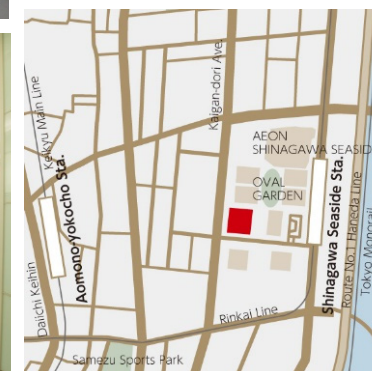 Keikyu Main Line
Aomono-yokocho Sta.
Daiichi Keihin
Kaigan-dori Ave.
AEON
SHINAGAWA SEASID
OVAL
GARDEN
Shinagawa Seaside Sta.
Route No.1 Haneda Line
Tokyo Monorail
Rinkai Line
Samezu Sports Park